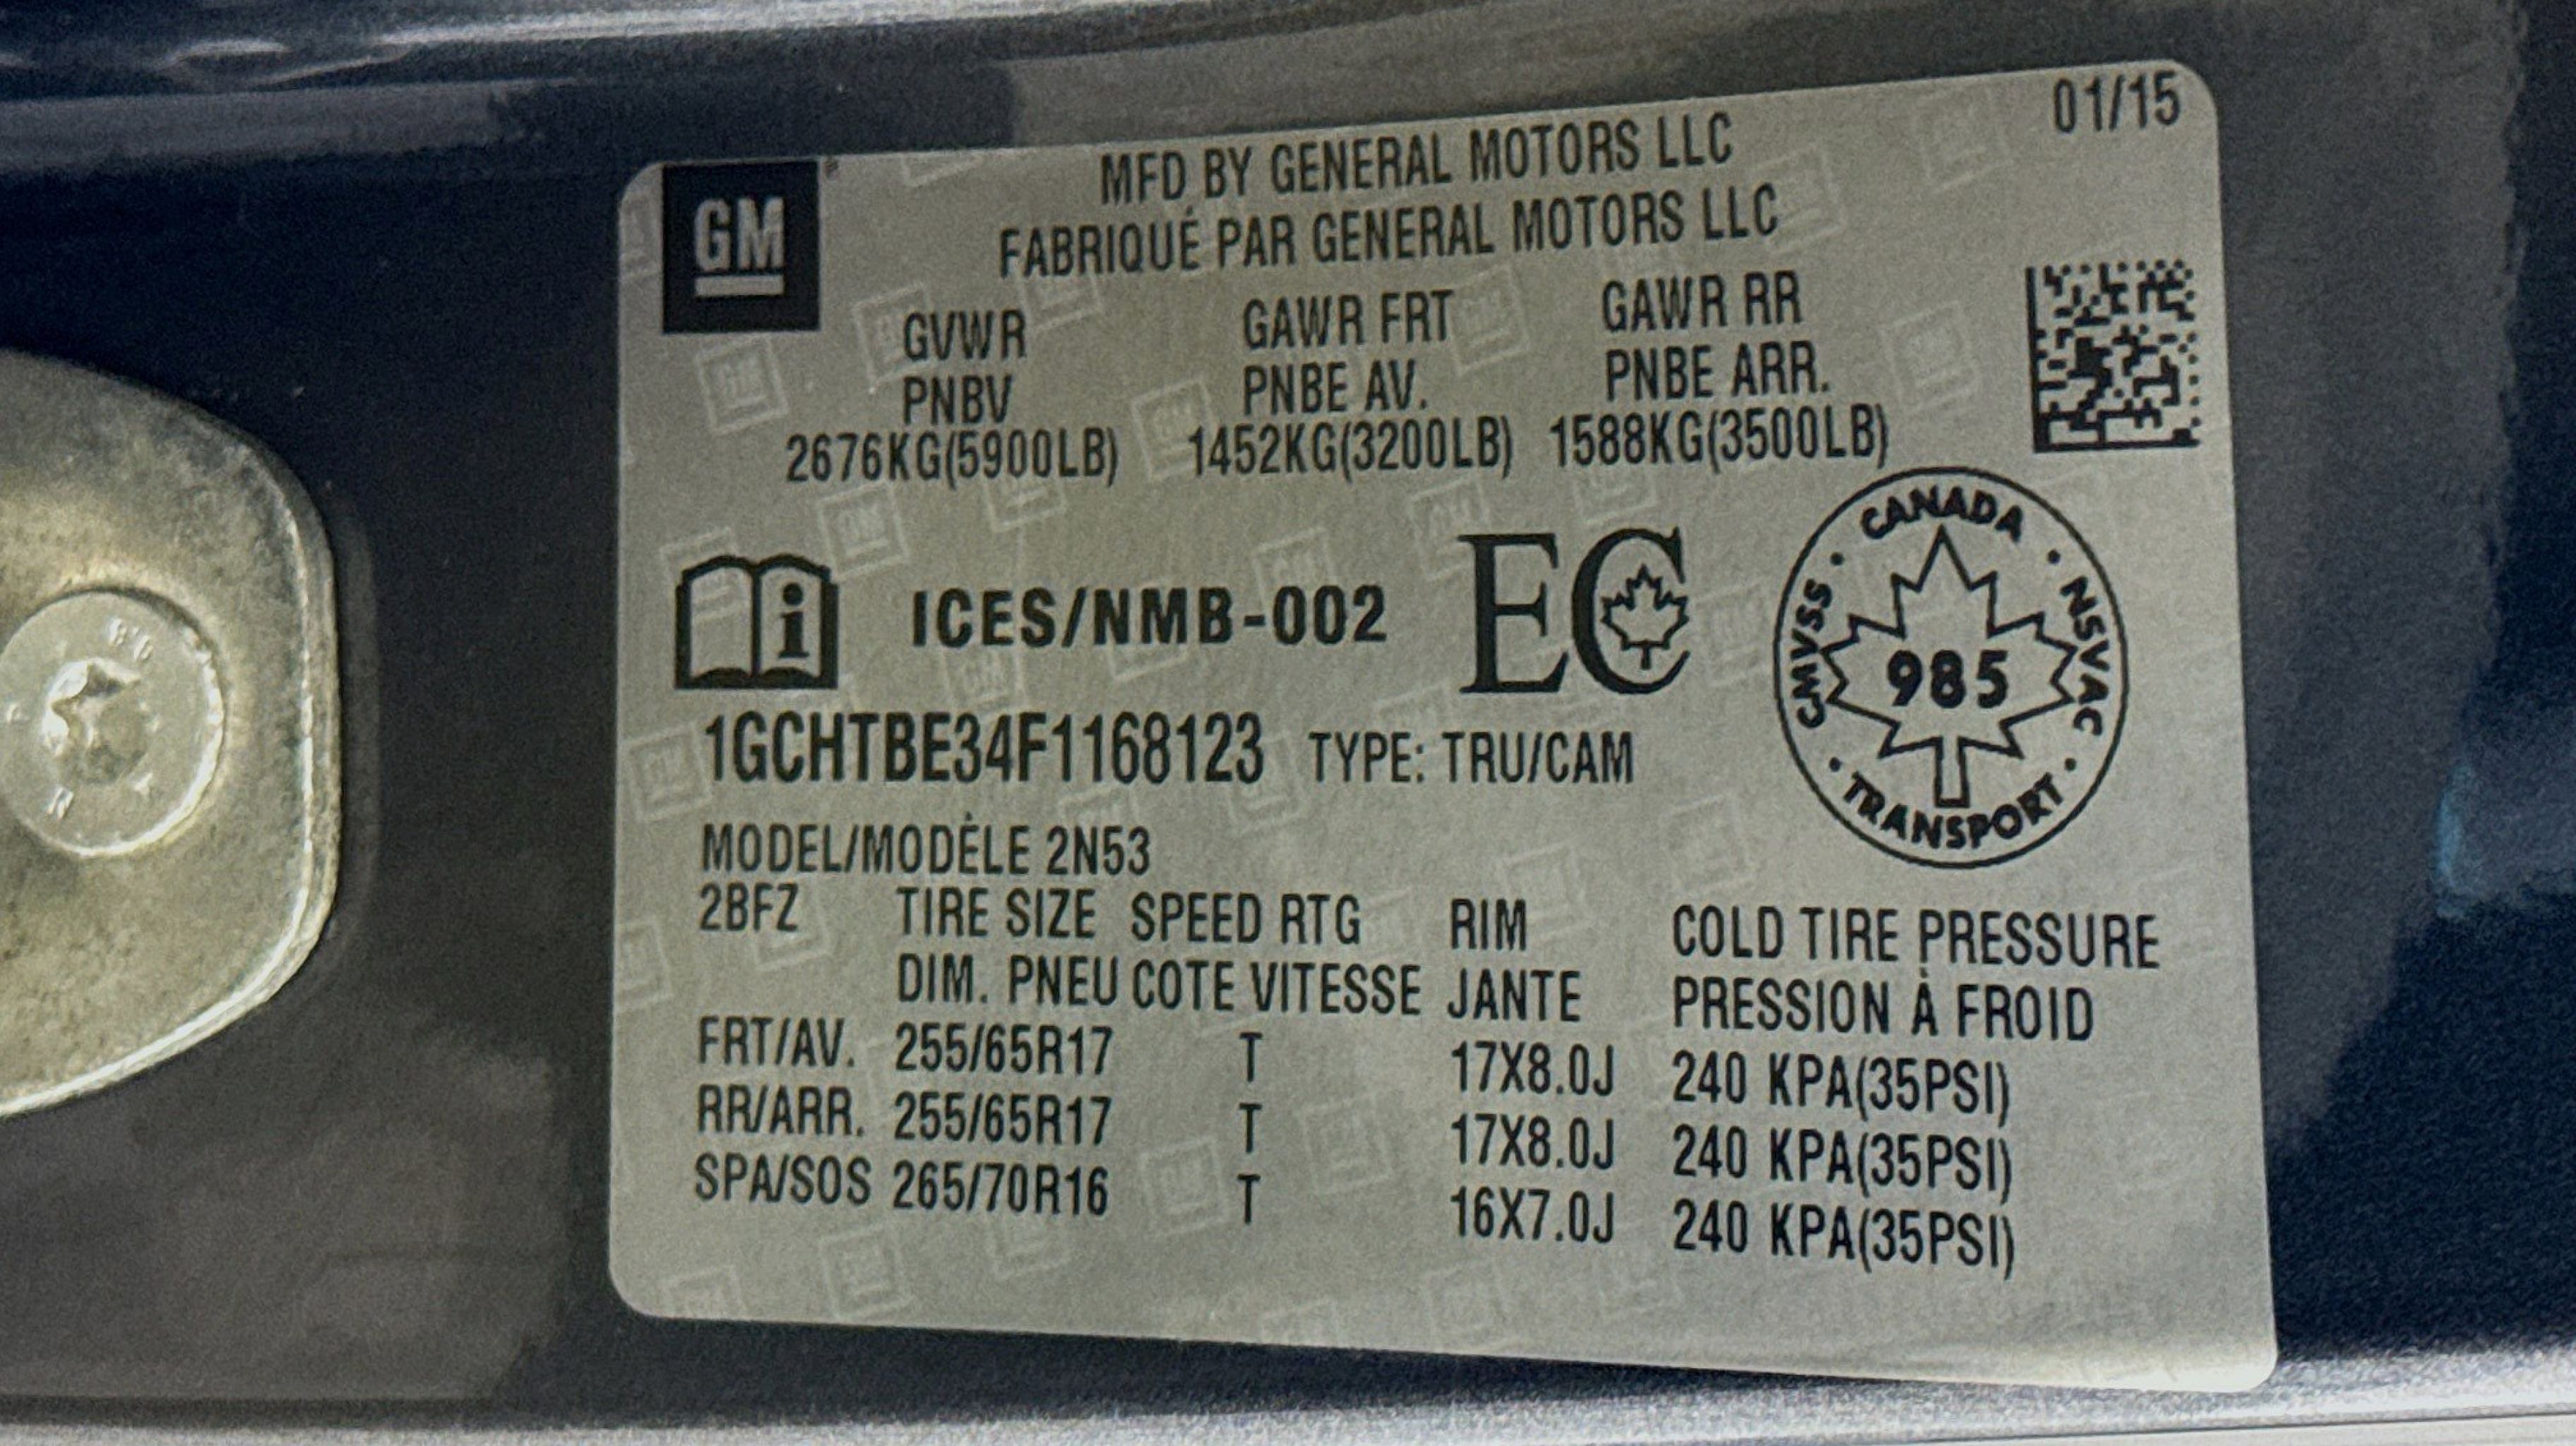 01/15
GM
MFD BY GENERAL MOTORS LLC
FABRIQUÉ PAR GENERAL MOTORS LLC
GVWR GAWR FRT GAWR RR
PNBV PNBE AV. PNBE ARR.
2676KG(5900LB) 1452KG(3200LB) 1588KG(3500LB)
i ICES/NMB-002 EC
CANADA · NSVAC · TRANSPORT · CMVSS ·
985
1GCHTBE34F1168123 TYPE: TRU/CAM
MODEL/MODÈLE 2N53
2BFZ TIRE SIZE SPEED RTG RIM COLD TIRE PRESSURE
DIM. PNEU COTE VITESSE JANTE PRESSION À FROID
FRT/AV. 255/65R17 T 17X8.0J 240 KPA(35PSI)
RR/ARR. 255/65R17 T 17X8.0J 240 KPA(35PSI)
SPA/SOS 265/70R16 T 16X7.0J 240 KPA(35PSI)